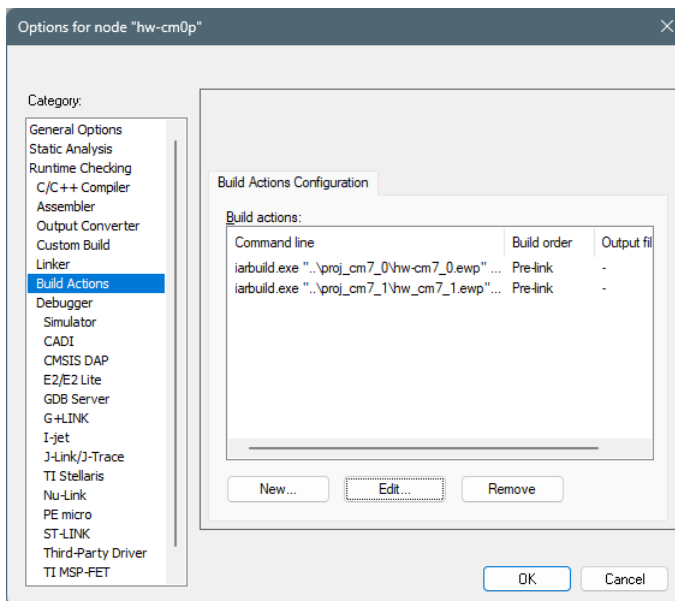 Options for node "hw-cm0p"
Category:
General Options
Static Analysis
Runtime Checking
C/C++ Compiler
Assembler
Output Converter
Custom Build
Linker
Build Actions
Debugger
Simulator
CADI
CMSIS DAP
E2/E2 Lite
GDB Server
G+LINK
I-jet
J-Link/J-Trace
TI Stellaris
Nu-Link
PE micro
ST-LINK
Third-Party Driver
TI MSP-FET
Build Actions Configuration
Build actions:
Command line Build order Output fil
iarbuild.exe "..\proj_cm7_0\hw-cm7_0.ewp" ... Pre-link -
iarbuild.exe "..\proj_cm7_1\hw_cm7_1.ewp"... Pre-link -
New... Edit... Remove
OK Cancel